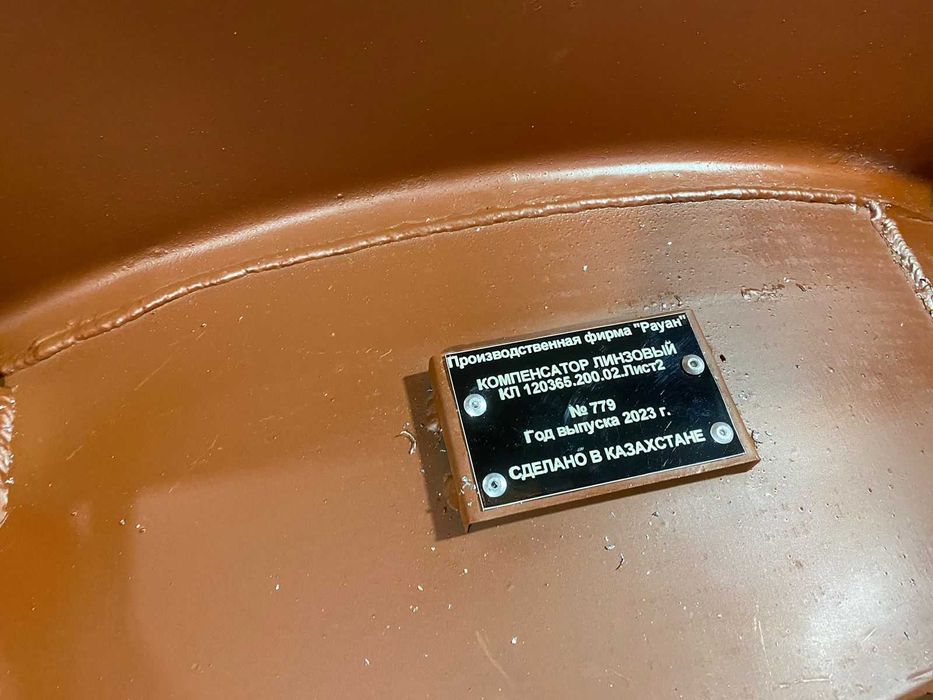 Производственная фирма "Рауан"
КОМПЕНСАТОР ЛИНЗОВЫЙ
КЛ 120365.200.02.Лист2
№ 779
Год выпуска 2023 г.
СДЕЛАНО В КАЗАХСТАНЕ